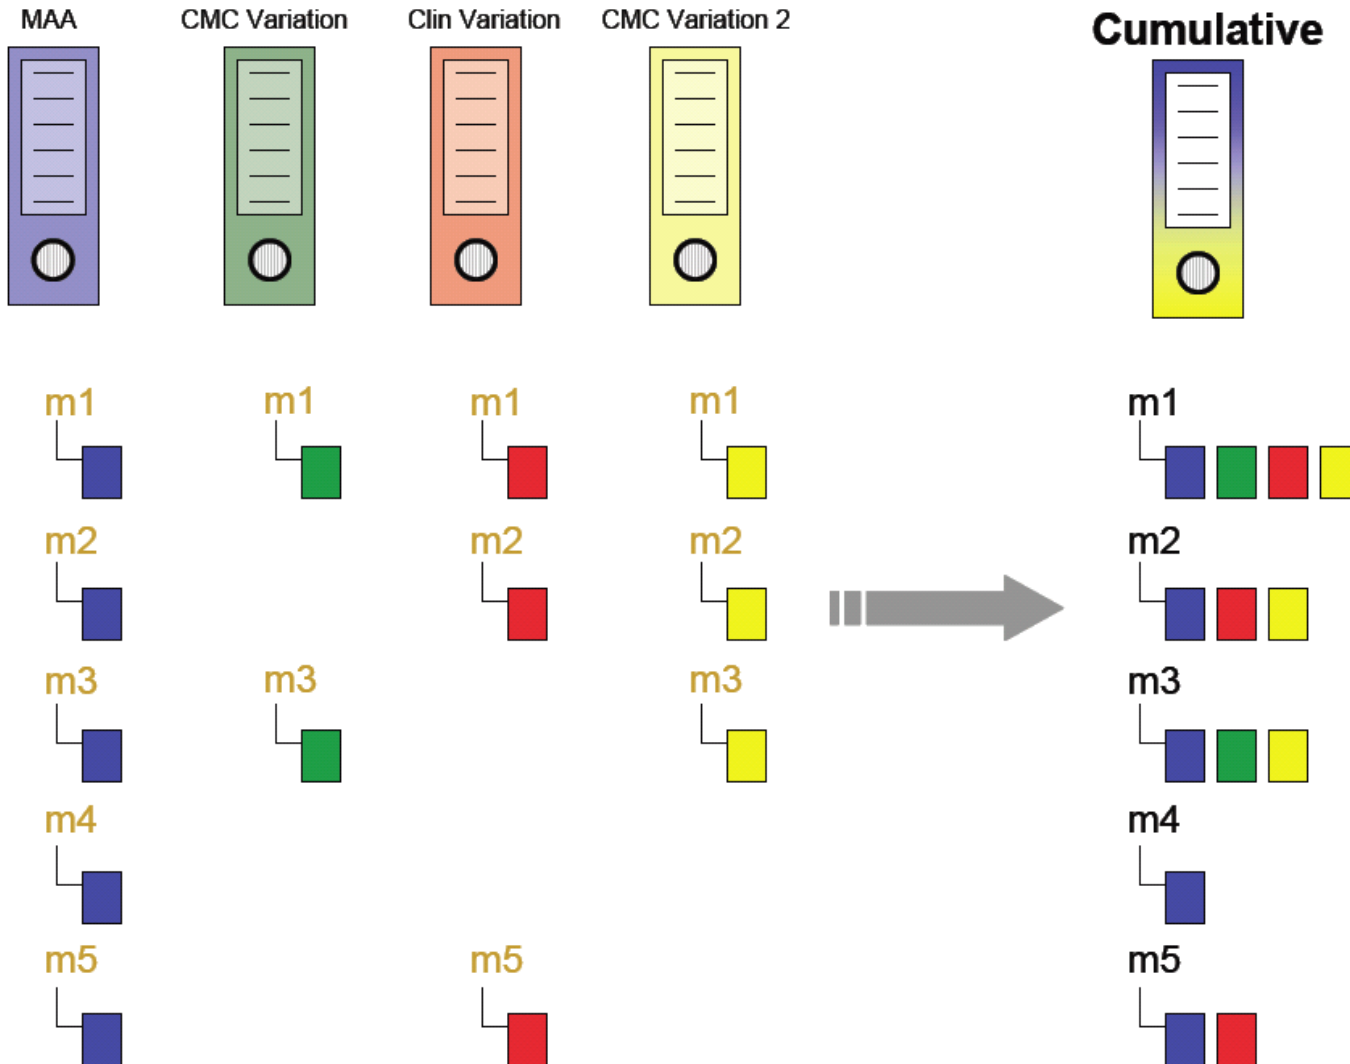 MAA CMC Variation Clin Variation CMC Variation 2 Cumulative
m1 m1 m1 m1 m1
m2 m2 m2 m2
m3 m3 m3 m3
m4 m4
m5 m5 m5